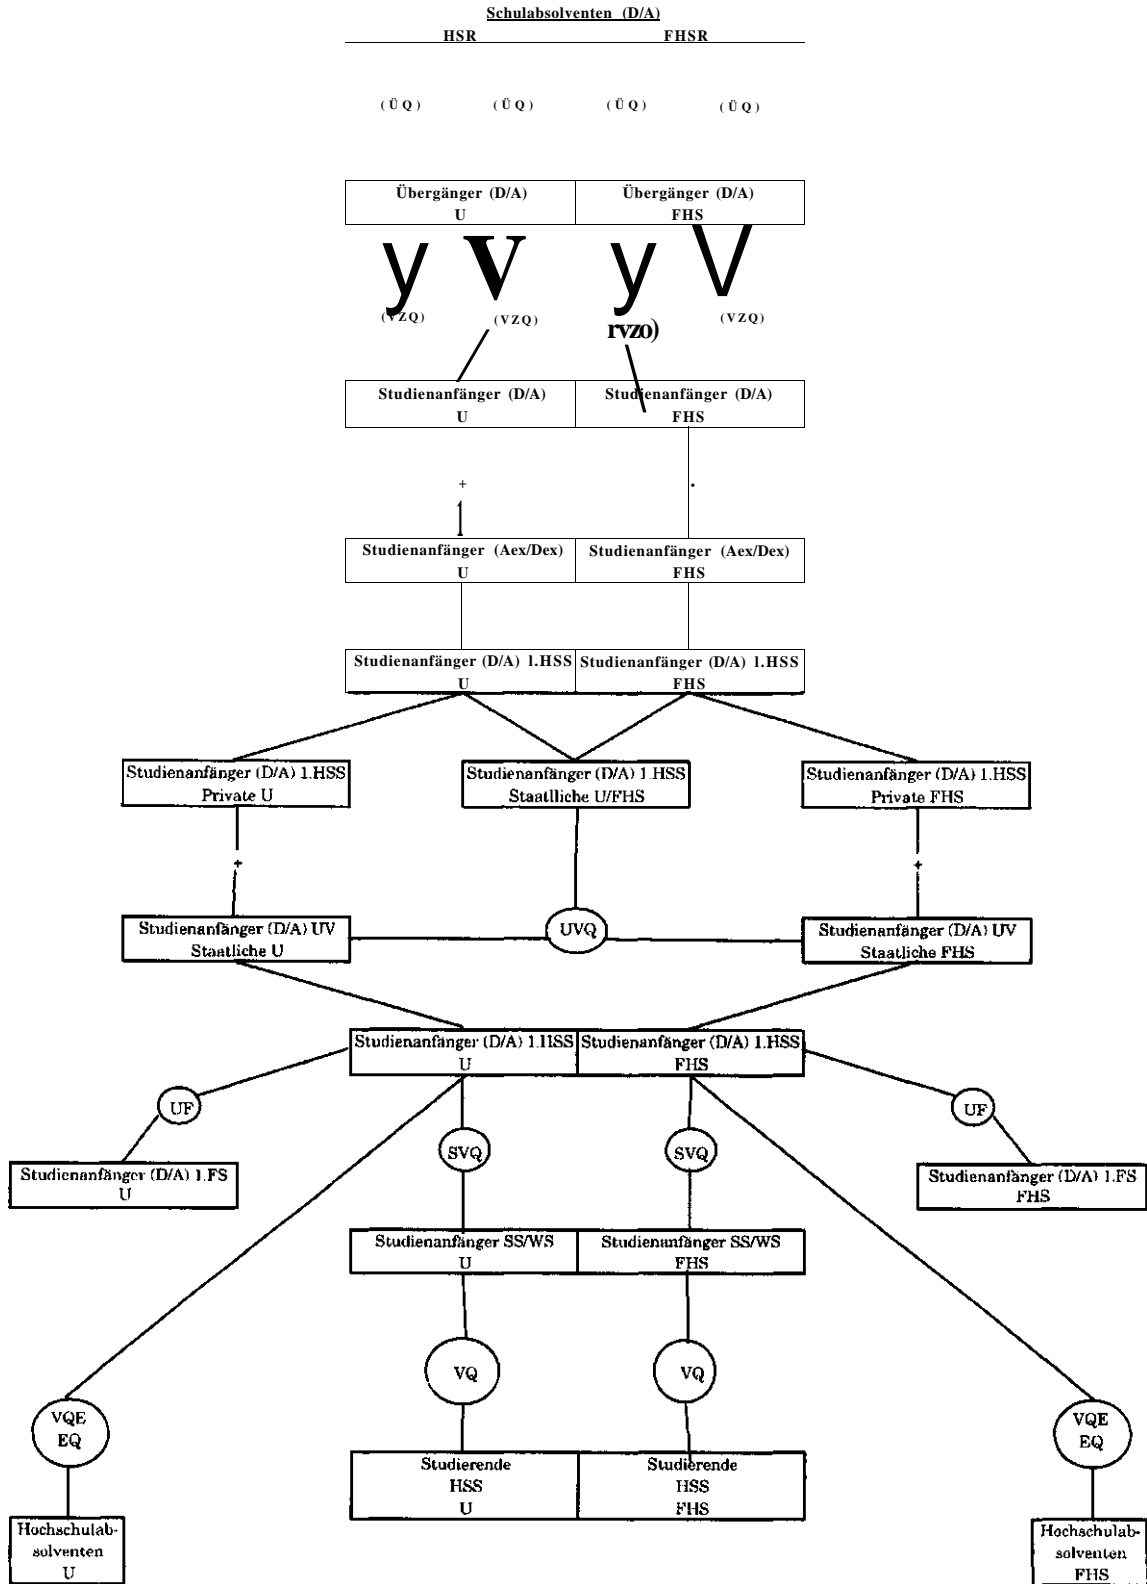 Schulabsolventen (D/A)
HSR FHSR
(ÜQ) (ÜQ) (ÜQ) (ÜQ)
Übergänger (D/A) Übergänger (D/A)
U FHS
y V y V
(VZQ) (VZQ) rvzo) (VZQ)
Studienanfänger (D/A) Studienanfänger (D/A)
U FHS
+ •
Studienanfänger (Aex/Dex) Studienanfänger (Aex/Dex)
U FHS
Studienanfänger (D/A) l.HSS Studienanfänger (D/A) l.HSS
U FHS
Studienanfänger (D/A) 1.HSS Studienanfänger (D/A) 1.HSS Studienanfänger (D/A) 1.HSS
Private U Staatlliche U/FHS Private FHS
+ +
Studienanfänger (D/A) UV UVQ Studienanfänger (D/A) UV
Staatliche U Staatliche FHS
Studienanfänger (D/A) 1.HSS Studienanfänger (D/A) 1.HSS
U FHS
UF UF
SVQ SVQ
Studienanfänger (D/A) 1.FS Studienanfänger (D/A) 1.FS
U FHS
Studienanfänger SS/WS Studienanfänger SS/WS
U FHS
VQ VQ
VQE VQE
EQ EQ
Studierende Studierende
HSS HSS
U FHS
Hochschulab- Hochschulab-
solventen solventen
U FHS